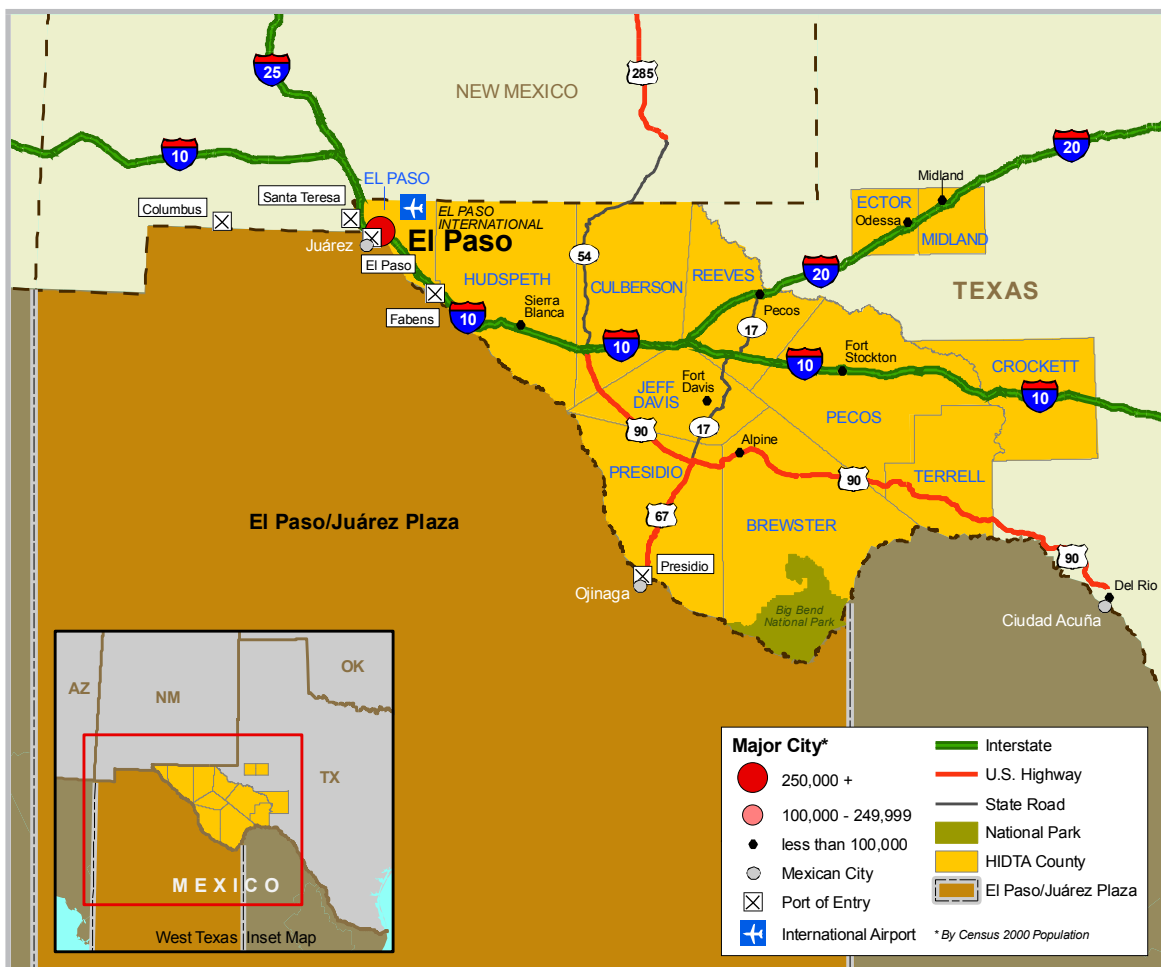 25
285
NEW MEXICO
20
10
Midland
EL PASO
Santa Teresa
Columbus
EL PASO
INTERNATIONAL
ECTOR
Odessa
MIDLAND
Juárez
El Paso
El Paso
54
HUDSPETH
CULBERSON
REEVES
20
TEXAS
Fabens
Sierra
Blanca
Pecos
10
17
10
Fort
Stockton
10
CROCKETT
10
JEFF
DAVIS
Fort
Davis
PECOS
90
17
Alpine
PRESIDIO
90
TERRELL
67
El Paso/Juárez Plaza
BREWSTER
90
Presidio
Ojinaga
Del Rio
Big Bend
National Park
Ciudad Acuña
OK
AZ
NM
TX
MEXICO
West Texas Inset Map
Major City*
250,000 +
100,000 - 249,999
less than 100,000
Mexican City
Port of Entry
International Airport
Interstate
U.S. Highway
State Road
National Park
HIDTA County
El Paso/Juárez Plaza
* By Census 2000 Population